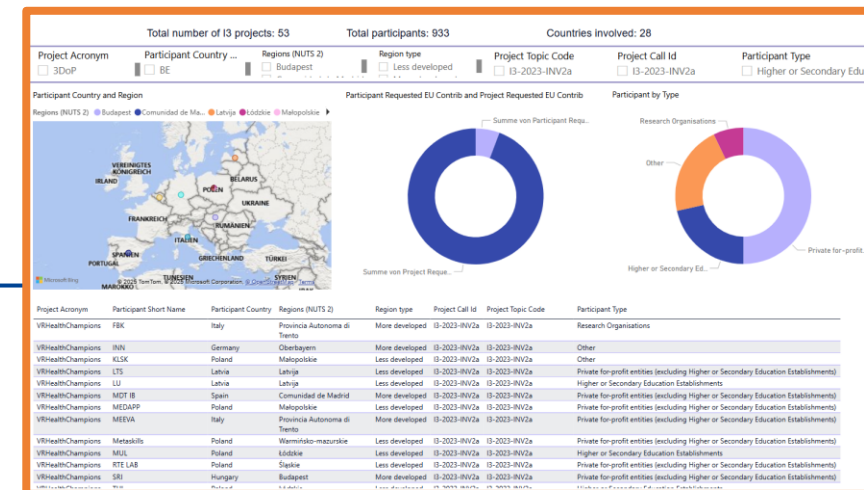 Total number of I3 projects: 53 Total participants: 933 Countries involved: 28
Project Acronym Participant Country ... Regions (NUTS 2) Region type Project Topic Code Project Call Id Participant Type
3DoP BE Budapest Less developed I3-2023-INV2a I3-2023-INV2a Higher or Secondary Edu
Participant Country and Region Participant Requested EU Contrib and Project Requested EU Contrib Participant by Type
Regions (NUTS 2) Budapest Comunidad de Ma... Latvija Łódzkie Małopolskie
Summe von Participant Requ...
Research Organisations
VEREINIGTES
KÖNIGREICH
IRLAND
BELARUS
POLEN
Other
UKRAINE
FRANKREICH
RUMÄNIEN
ITALIEN
SPANIEN
PORTUGAL
GRIECHENLAND TÜRKEI
Private for-profit...
Summe von Project Reque...
Higher or Secondary Ed...
Microsoft Bing
TUNESIEN SYRIEN
© 2025 TomTom, © 2025 Microsoft Corporation, © OpenStreetMap Terms
MAROKKO
Project Acronym Participant Short Name Participant Country Regions (NUTS 2) Region type Project Call Id Project Topic Code Participant Type
VRHealthChampions FBK Italy Provincia Autonoma di Trento More developed I3-2023-INV2a I3-2023-INV2a Research Organisations
VRHealthChampions INN Germany Oberbayern More developed I3-2023-INV2a I3-2023-INV2a Other
VRHealthChampions KLSK Poland Małopolskie Less developed I3-2023-INV2a I3-2023-INV2a Other
VRHealthChampions LTS Latvia Latvija Less developed I3-2023-INV2a I3-2023-INV2a Private for-profit entities (excluding Higher or Secondary Education Establishments)
VRHealthChampions LU Latvia Latvija Less developed I3-2023-INV2a I3-2023-INV2a Higher or Secondary Education Establishments
VRHealthChampions MDT IB Spain Comunidad de Madrid More developed I3-2023-INV2a I3-2023-INV2a Private for-profit entities (excluding Higher or Secondary Education Establishments)
VRHealthChampions MEDAPP Poland Małopolskie Less developed I3-2023-INV2a I3-2023-INV2a Private for-profit entities (excluding Higher or Secondary Education Establishments)
VRHealthChampions MEEVA Italy Provincia Autonoma di Trento More developed I3-2023-INV2a I3-2023-INV2a Private for-profit entities (excluding Higher or Secondary Education Establishments)
VRHealthChampions Metaskills Poland Warmińsko-mazurskie Less developed I3-2023-INV2a I3-2023-INV2a Private for-profit entities (excluding Higher or Secondary Education Establishments)
VRHealthChampions MUL Poland Łódzkie Less developed I3-2023-INV2a I3-2023-INV2a Higher or Secondary Education Establishments
VRHealthChampions RTE LAB Poland Śląskie Less developed I3-2023-INV2a I3-2023-INV2a Private for-profit entities (excluding Higher or Secondary Education Establishments)
VRHealthChampions SRI Hungary Budapest More developed I3-2023-INV2a I3-2023-INV2a Private for-profit entities (excluding Higher or Secondary Education Establishments)